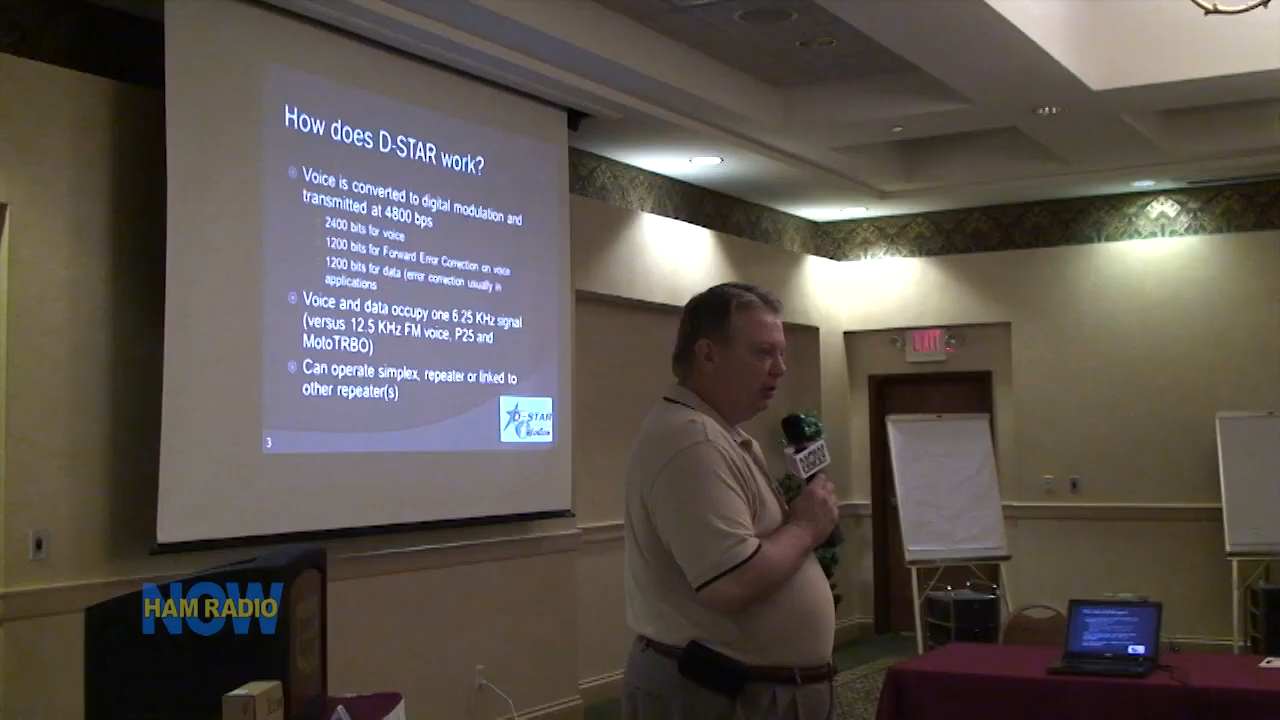 How does D-STAR work?
Voice is converted to digital modulation and
transmitted at 4800 bps
2400 bits for voice
1200 bits for Forward Error Correction on voice
1200 bits for data (error correction usually in
applications
Voice and data occupy one 6.25 KHz signal
(versus 12.5 KHz FM voice, P25 and
MotoTRBO)
Can operate simplex, repeater or linked to
other repeater(s)
D-STAR
3
EXIT
NOW
NOW
HAM RADIO